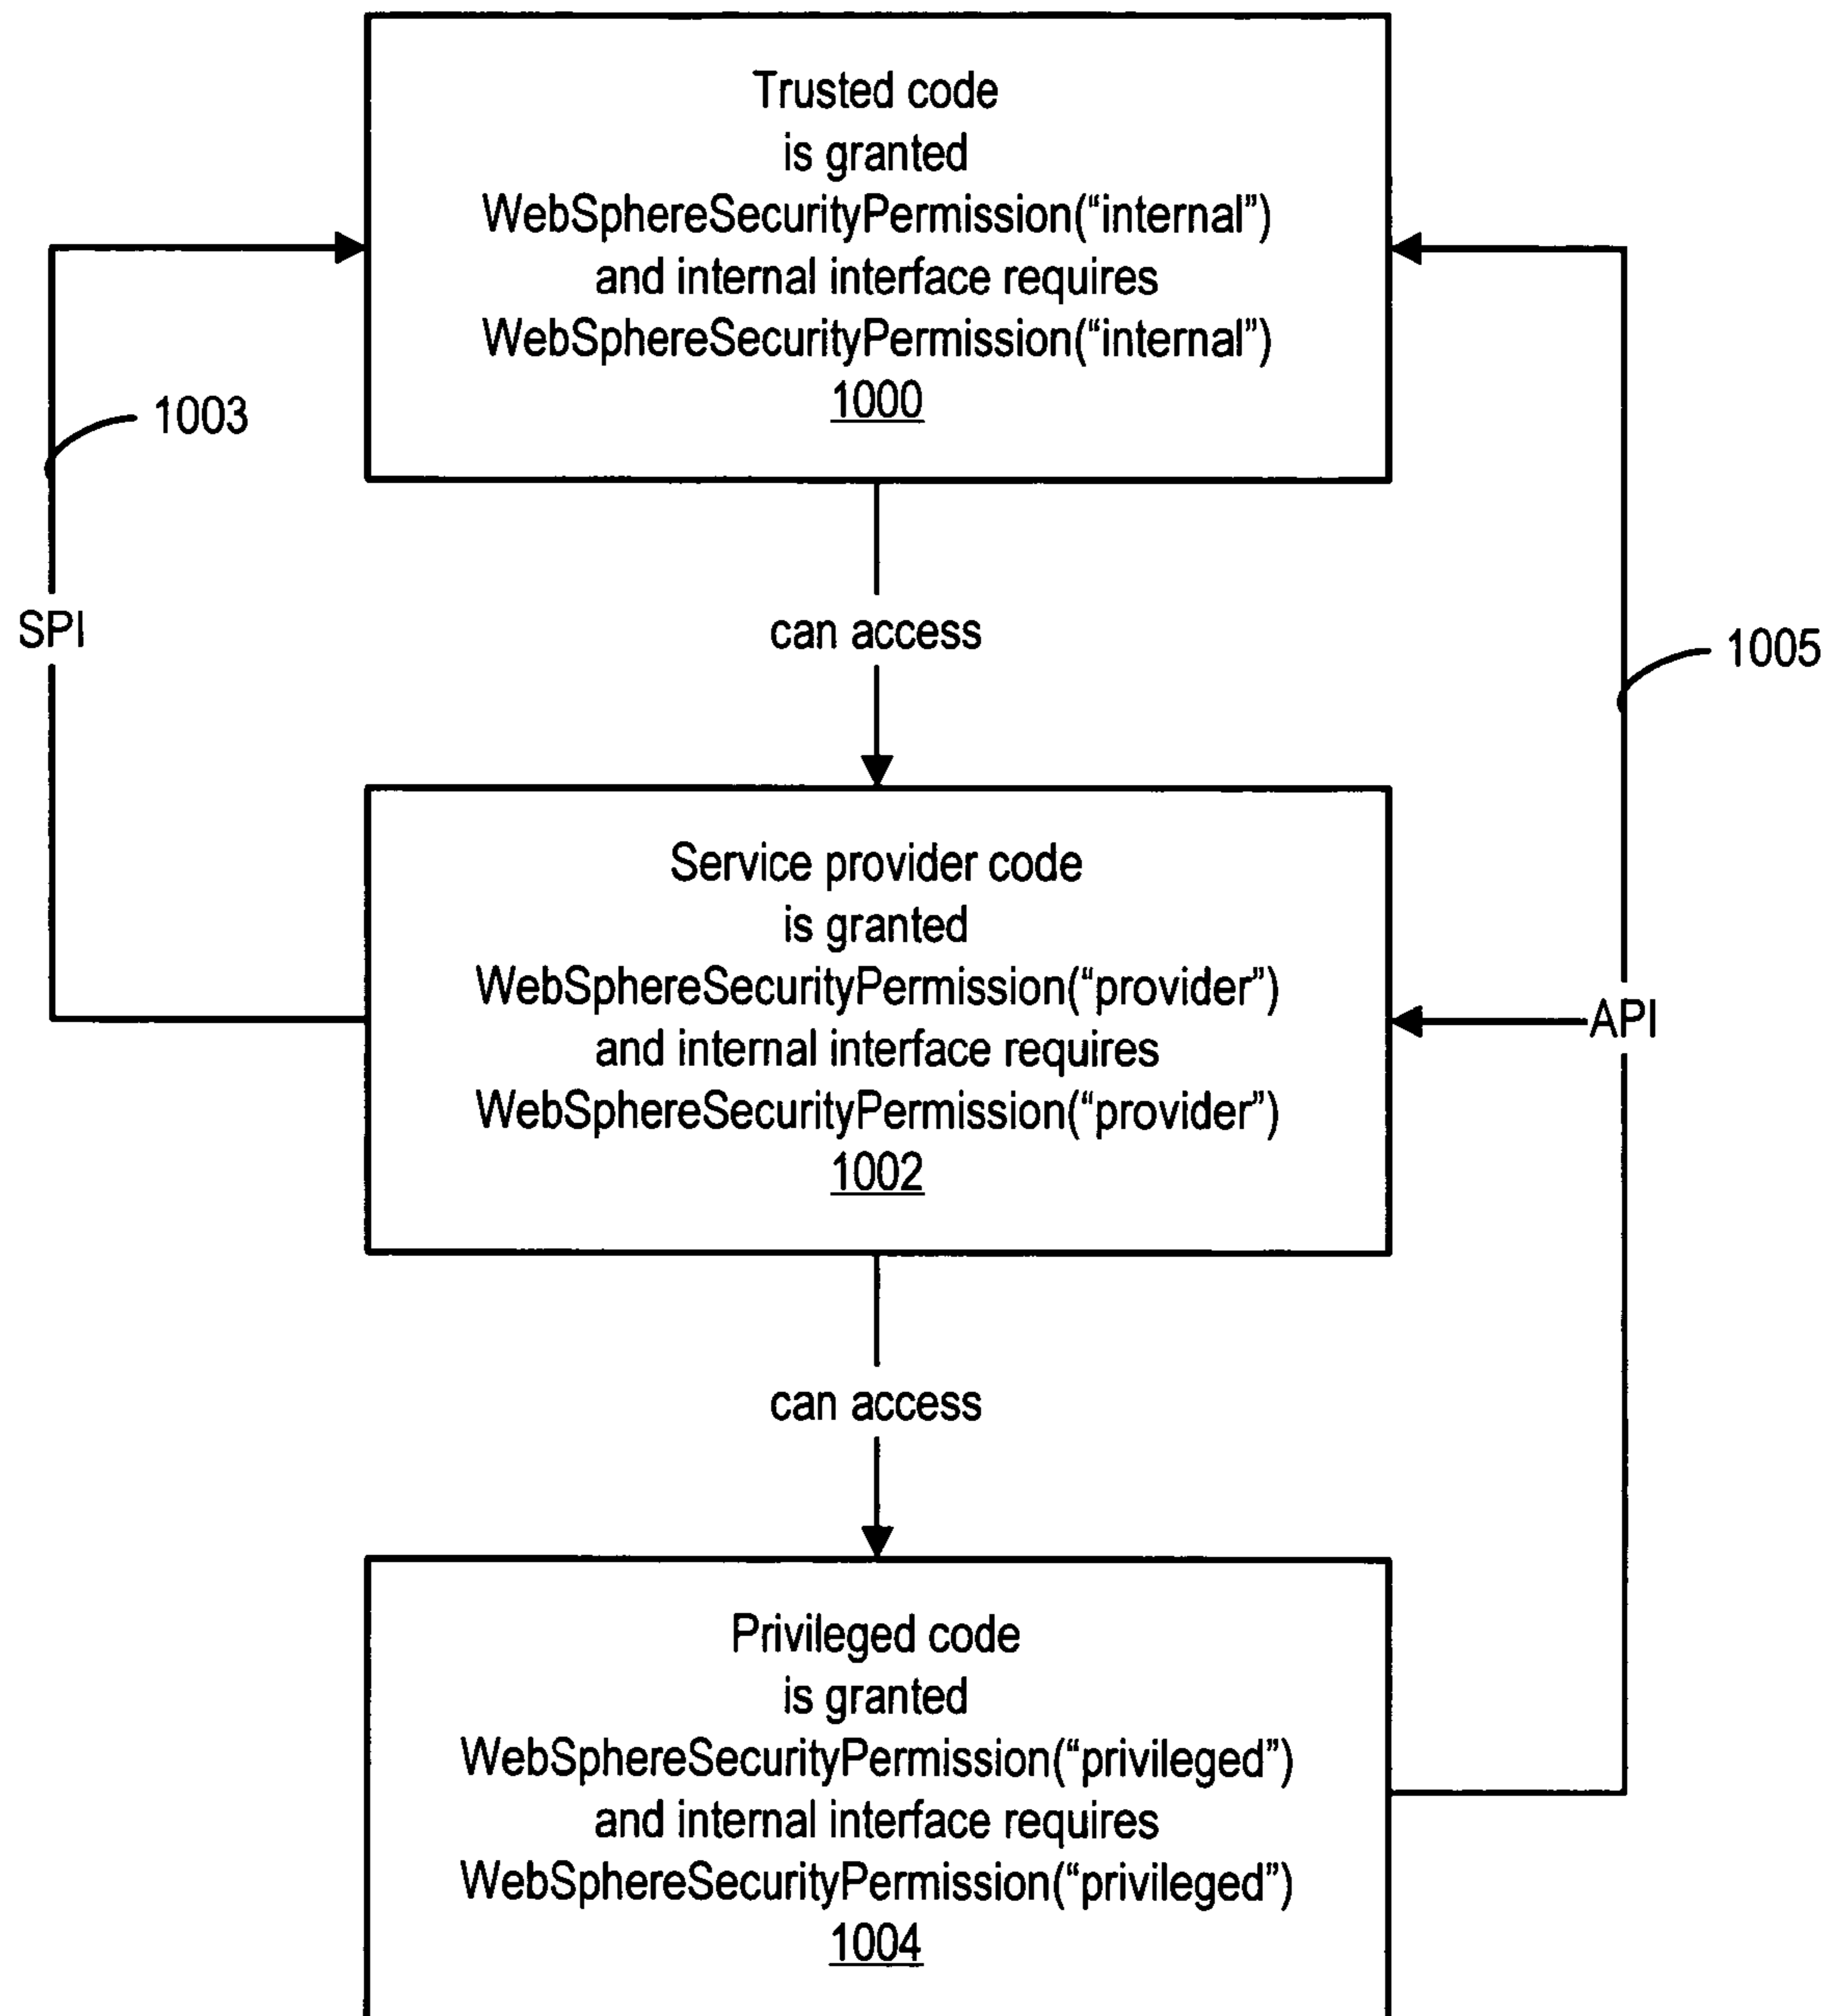 Trusted code
is granted
WebSphereSecurityPermission(“internal”)
and internal interface requires
WebSphereSecurityPermission(“internal”)
1000
1003
SPI
can access
1005
Service provider code
is granted
WebSphereSecurityPermission(“provider”)
and internal interface requires
WebSphereSecurityPermission(“provider”)
1002
API
can access
Privileged code
is granted
WebSphereSecurityPermission(“privileged”)
and internal interface requires
WebSphereSecurityPermission(“privileged”)
1004